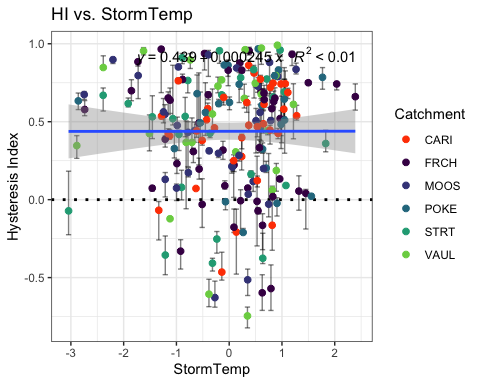 HI vs. StormTemp
y = 0.439 + 0.000245 x  R² < 0.01
1.0
0.5
0.0
-0.5
Hysteresis Index
-3 -2 -1 0 1 2
StormTemp
Catchment
CARI
FRCH
MOOS
POKE
STRT
VAUL